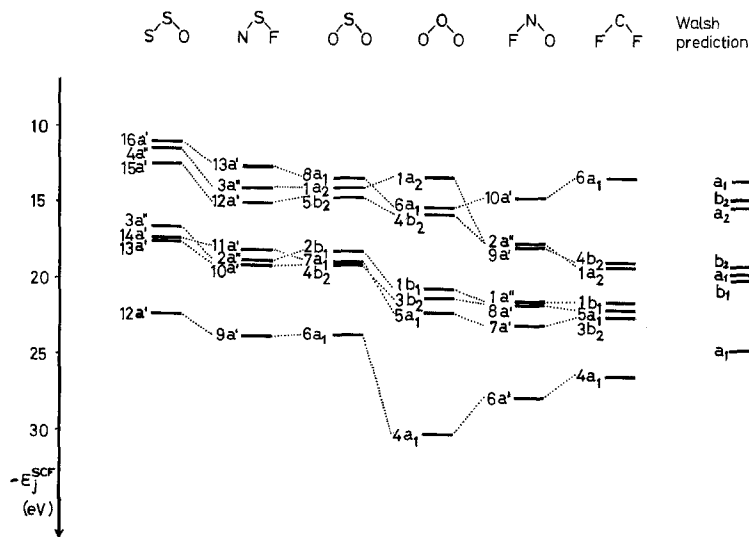 S S O N S F O S O O O O F N O F C F Walsh
prediction
10
15
20
25
30
-ε_j^SCF
(eV)
16a'
4a"
15a'
3a"
14a'
13a'
12a'
13a'
3a"
12a'
11a'
2a"
10a'
9a'
8a₁
1a₂
5b₂
2b₁
7a₁
4b₂
6a₁
1a₂
6a₁
4b₂
1b₁
3b₂
5a₁
4a₁
10a'
2a"
9a'
1a"
8a'
7a'
6a'
6a₁
4b₂
1a₂
1b₁
5a₁
3b₂
4a₁
a₁
b₂
a₂
b₂
a₁
b₁
a₁